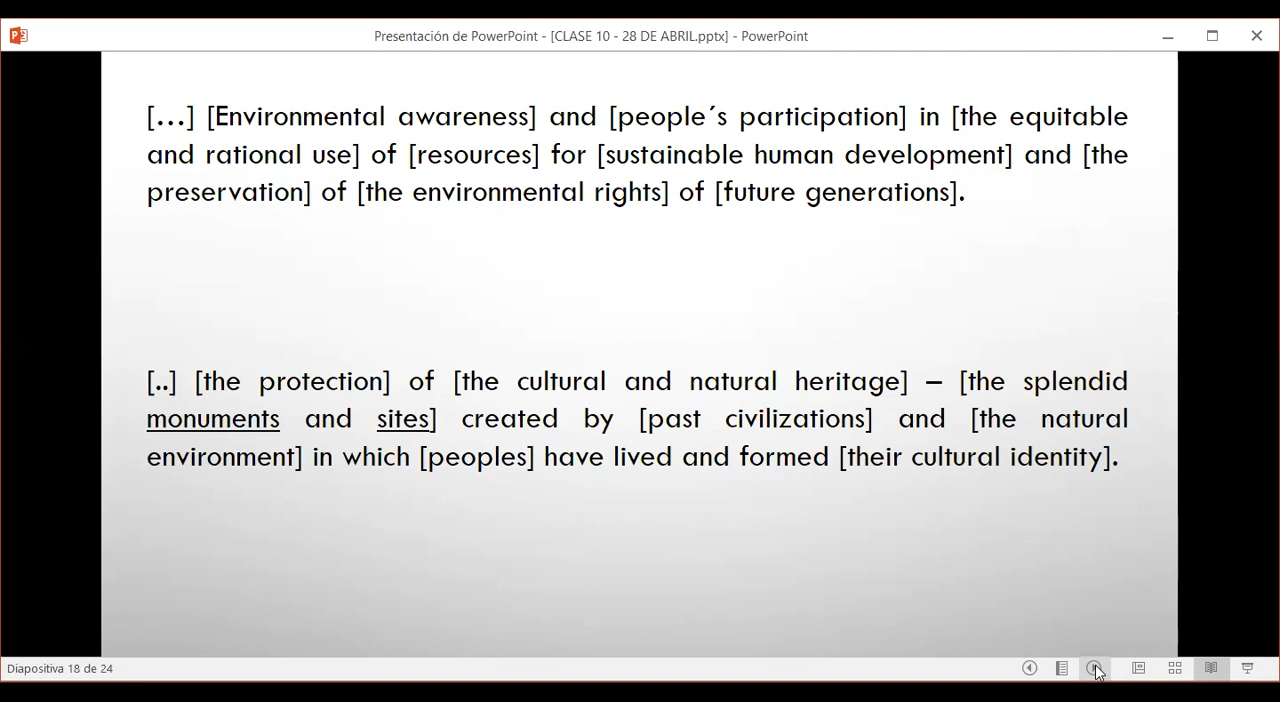 Presentación de PowerPoint - [CLASE 10 - 28 DE ABRIL.pptx] - PowerPoint
[...] [Environmental awareness] and [people´s participation] in [the equitable
and rational use] of [resources] for [sustainable human development] and [the
preservation] of [the environmental rights] of [future generations].
[..] [the protection] of [the cultural and natural heritage] – [the splendid
monuments and sites] created by [past civilizations] and [the natural
environment] in which [peoples] have lived and formed [their cultural identity].
Diapositiva 18 de 24